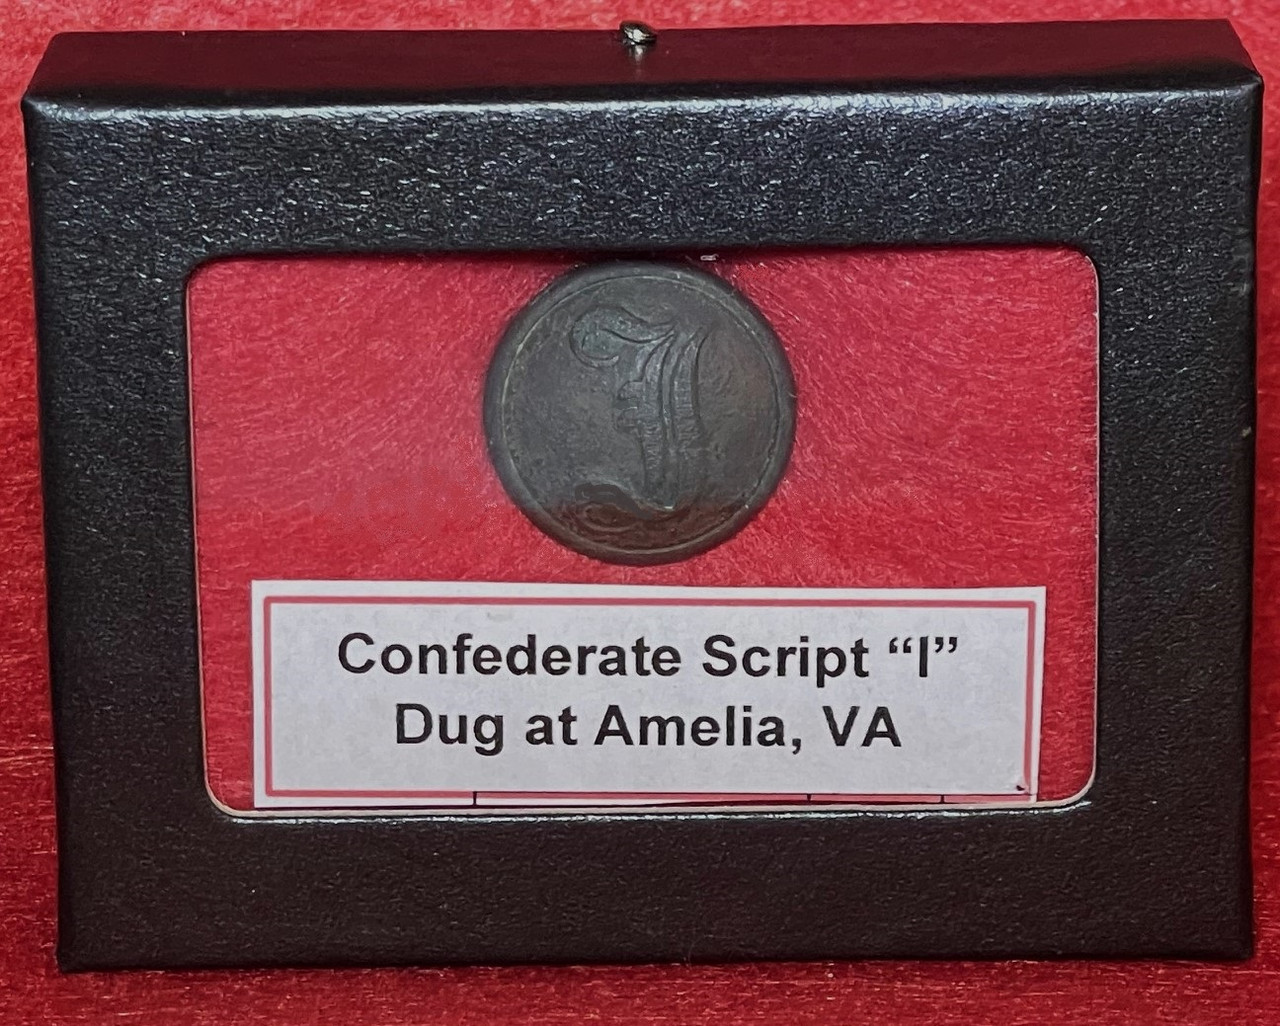 I
Confederate Script “I”
Dug at Amelia, VA